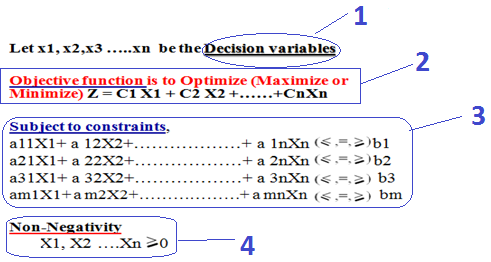 1
Let x1, x2,x3 .....xn be the Decision variables
2
Objective function is to Optimize (Maximize or
Minimize) Z = C1 X1 + C2 X2 +......+CnXn
3
Subject to constraints,
a11X1+ a 12X2+...................+ a 1nXn (⩽ ,=, ⩾)b1
a21X1+ a 22X2+...................+ a 2nXn (⩽ ,=, ⩾)b2
a31X1+ a 32X2+...................+ a 3nXn (⩽ ,=, ⩾) b3
am1X1+a m2X2+..................+a mnXn (⩽ ,=, ⩾) bm
Non-Negativity
X1, X2 ....Xn ⩾0
4